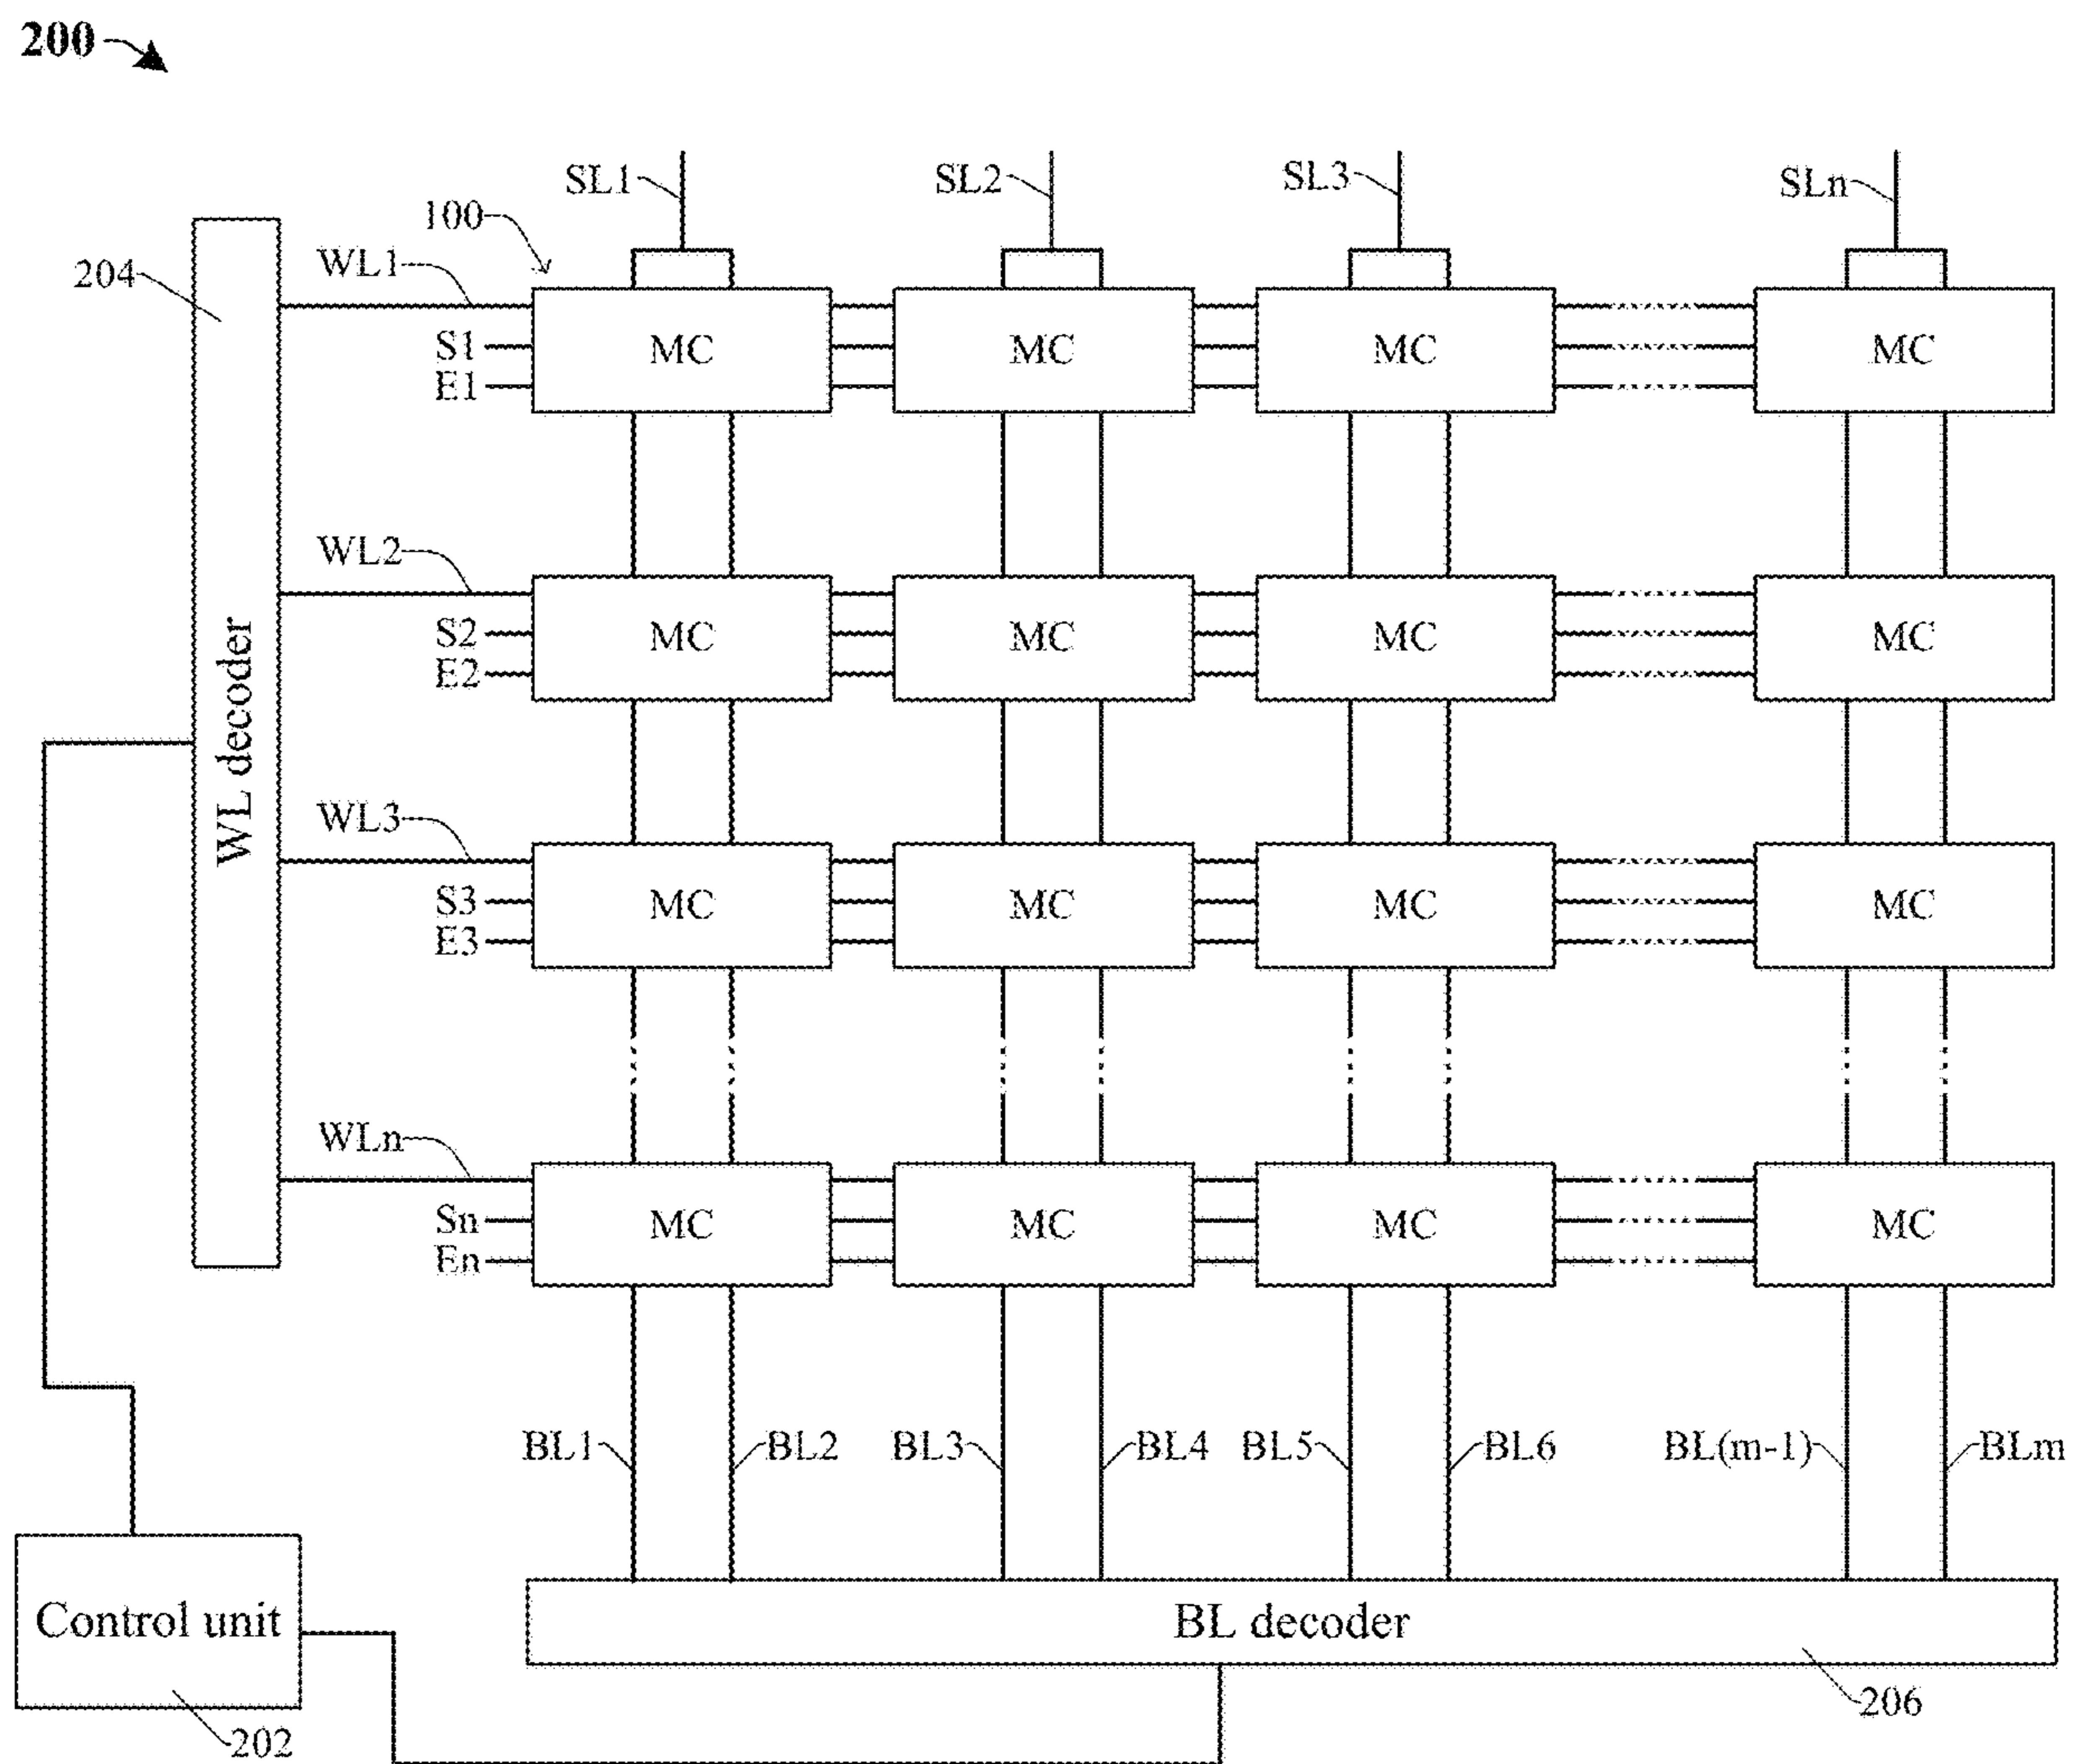 200
SL1 SL2 SL3 SLn
100
204
WL1
S1 MC MC MC MC
E1
WL2
S2 MC MC MC MC
E2
WL decoder
WL3
S3 MC MC MC MC
E3
WLn
Sn MC MC MC MC
En
BL1 BL2 BL3 BL4 BL5 BL6 BL(m-1) BLm
Control unit
BL decoder
206
202